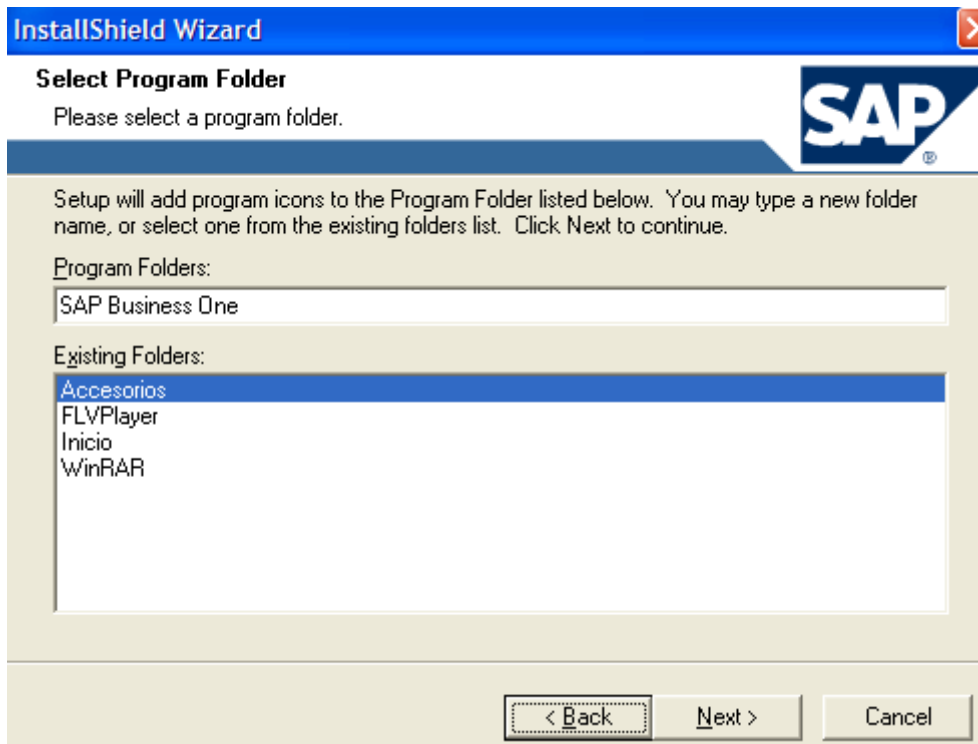 InstallShield Wizard
Select Program Folder
Please select a program folder.
SAP
®
Setup will add program icons to the Program Folder listed below.  You may type a new folder
name, or select one from the existing folders list.  Click Next to continue.
Program Folders:
SAP Business One
Existing Folders:
Accesorios
FLVPlayer
Inicio
WinRAR
< Back
Next >
Cancel